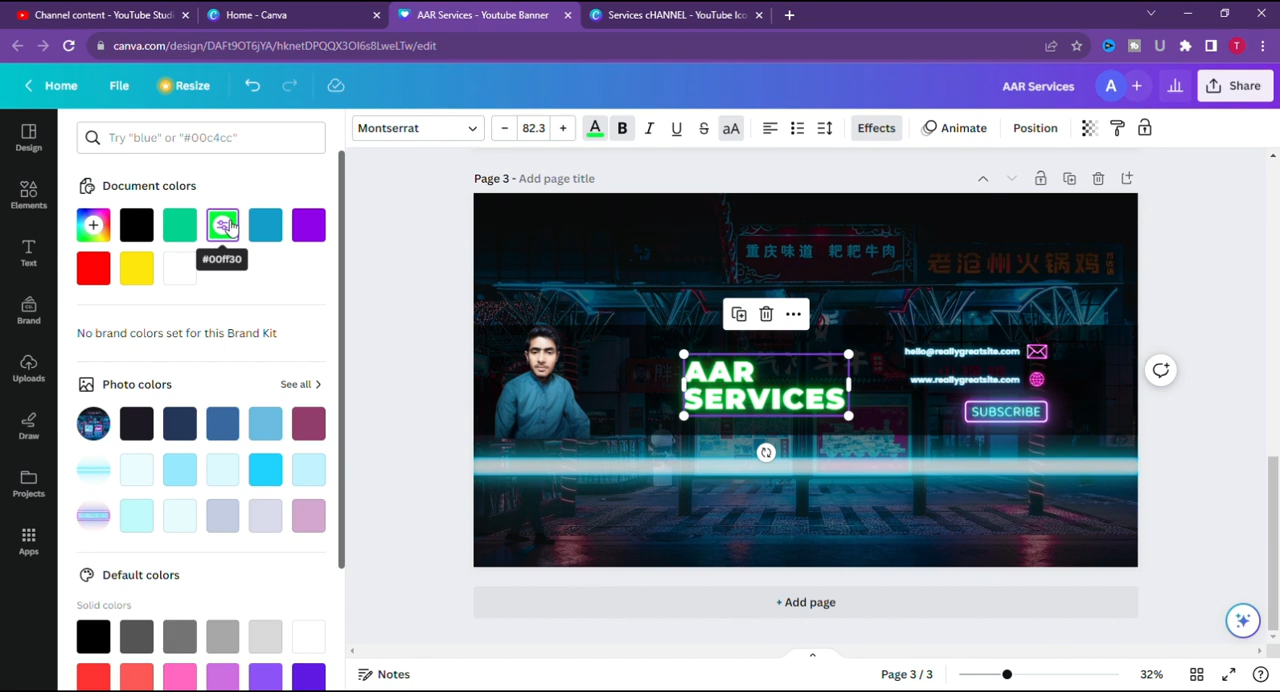 Channel content - YouTube Studi
Home - Canva
AAR Services - Youtube Banner
Services cHANNEL - YouTube Ico
canva.com/design/DAFt9OT6jYA/hknetDPQQX3OI6s8LweLTw/edit
T
Home
File
Resize
AAR Services
A
Share
Design
Elements
Text
Brand
Uploads
Draw
Projects
Apps
Try "blue" or "#00c4cc"
Document colors
#00ff30
No brand colors set for this Brand Kit
Photo colors
See all
Default colors
Solid colors
Montserrat
– 82.3 +
A B I U S aA
Effects
Animate
Position
Page 3 - Add page title
重庆味道 耙耙牛肉
老沧州火锅鸡
AAR
SERVICES
hello@reallygreatsite.com
www.reallygreatsite.com
SUBSCRIBE
+ Add page
Notes
Page 3 / 3
32%